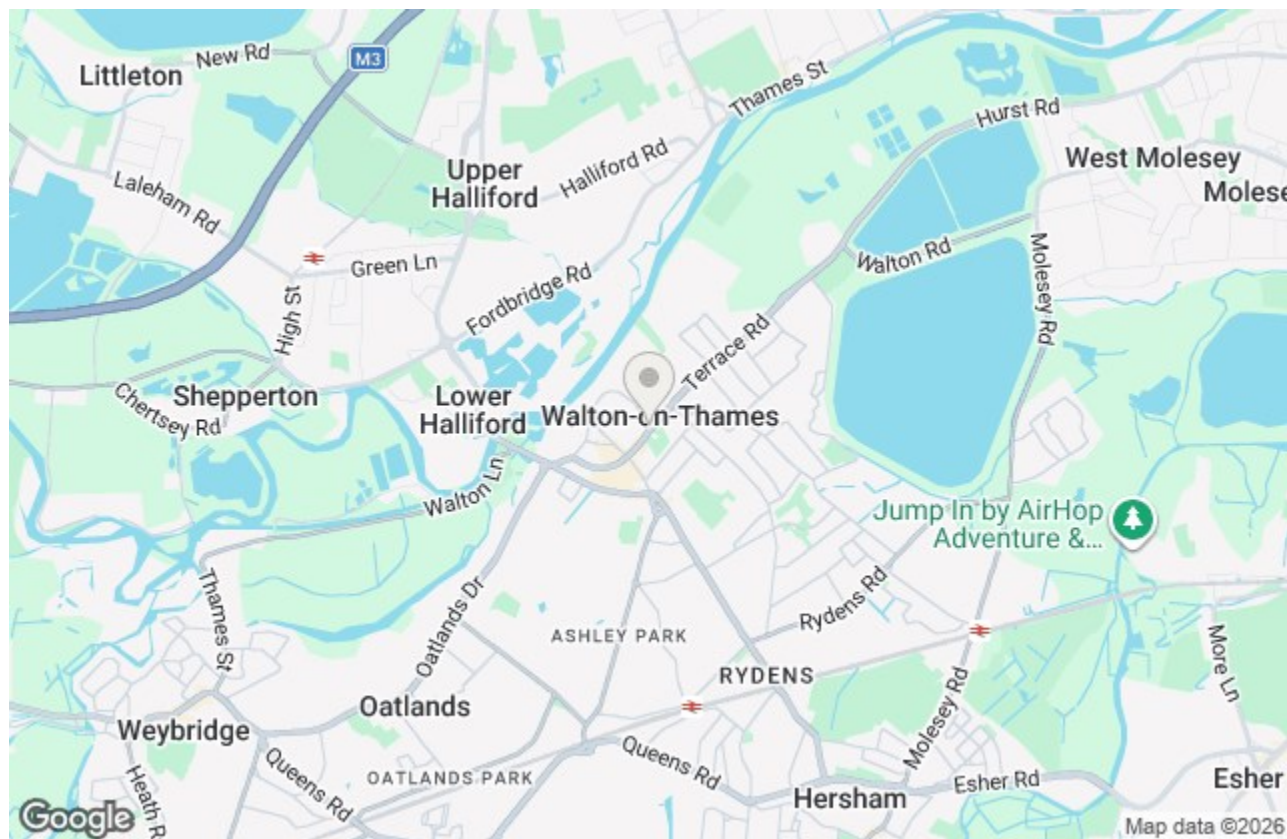 New Rd
M3
Littleton
Thames St
Hurst Rd
Upper
Halliford
Halliford Rd
West Molesey
Molese
Laleham Rd
Green Ln
Walton Rd
Molesey Rd
High St
Fordbridge Rd
Terrace Rd
Shepperton
Chertsey Rd
Lower
Halliford
Walton-on-Thames
Walton Ln
Jump In by AirHop
Adventure &...
Thames St
Oatlands Dr
Rydens Rd
ASHLEY PARK
RYDENS
More Ln
Oatlands
Weybridge
Molesey Rd
Queens Rd
Queens Rd
OATLANDS PARK
Heath R
Esher Rd
Esher
Hersham
Google
Map data ©2026